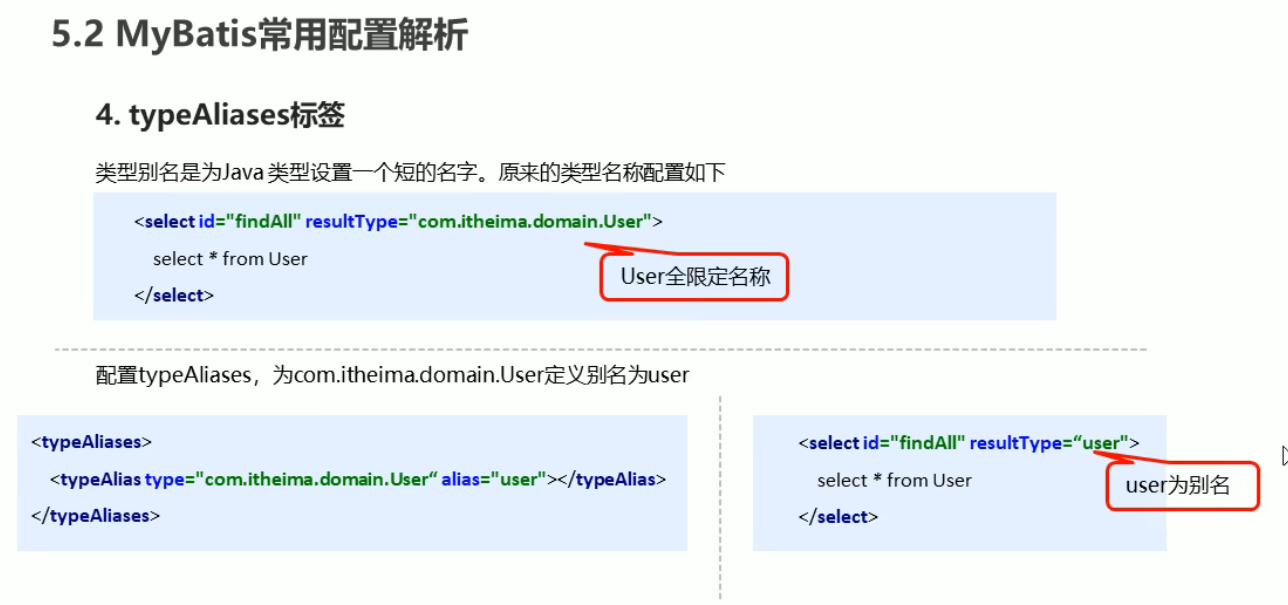 5.2 MyBatis常用配置解析
4. typeAliases标签
类型别名是为Java 类型设置一个短的名字。原来的类型名称配置如下
<select id="findAll" resultType="com.itheima.domain.User">
select * from User
</select>
User全限定名称
配置typeAliases，为com.itheima.domain.User定义别名为user
<typeAliases>
<typeAlias type="com.itheima.domain.User“ alias="user"></typeAlias>
</typeAliases>
<select id="findAll" resultType=“user">
select * from User
</select>
user为别名